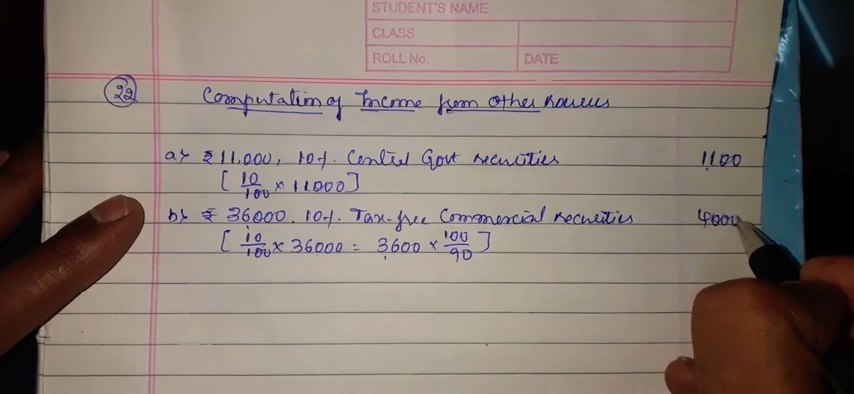 STUDENT'S NAME
CLASS
ROLL No. DATE
22 Computation of Income from other sources
a> ₹ 11,000, 10%. Central Govt securities 1100
[ 10/100 × 11000 ]
b> ₹ 36000. 10%. Tax-free Commercial securities 4000
[ 10/100 × 36000 = 3600 × 100/90 ]